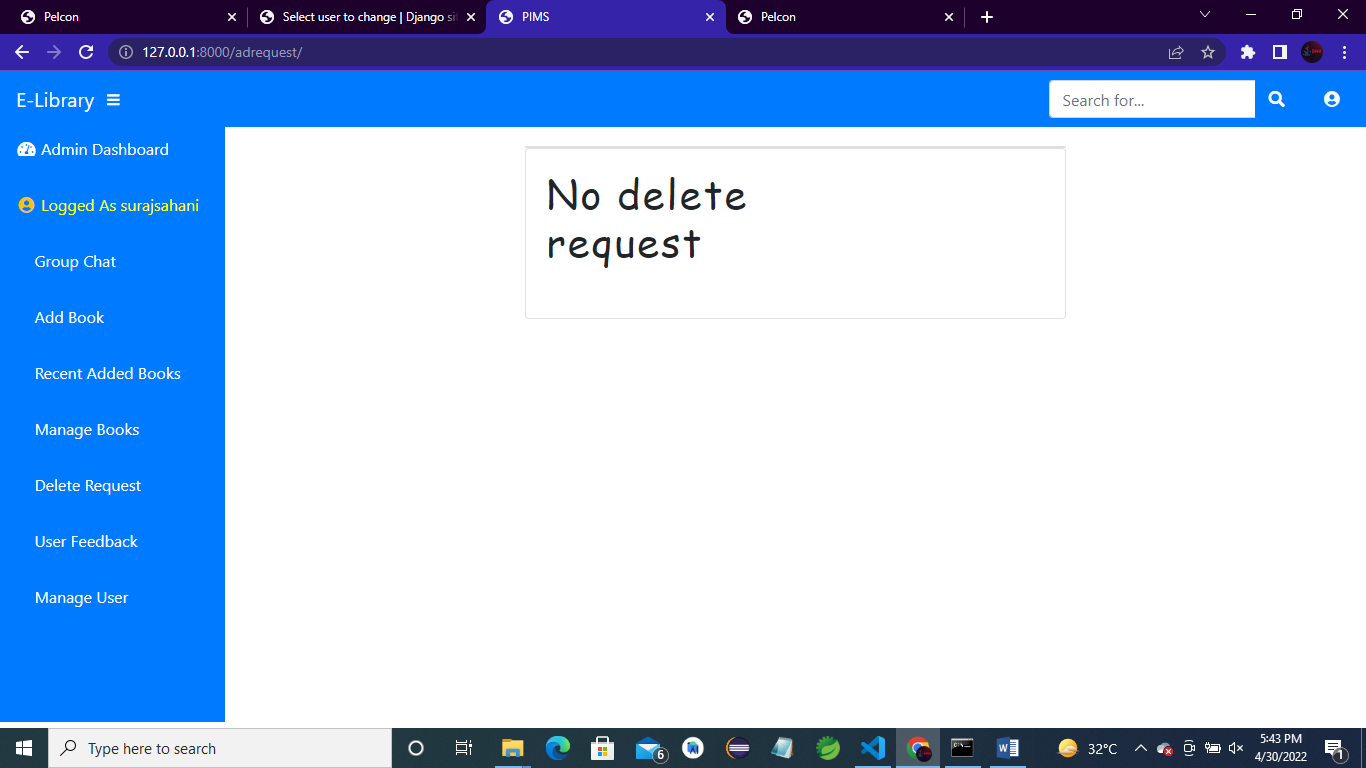 Pelcon
Select user to change | Django si
PIMS
Pelcon
127.0.0.1:8000/adrequest/
E-Library
Search for...
Admin Dashboard
Logged As surajsahani
Group Chat
Add Book
Recent Added Books
Manage Books
Delete Request
User Feedback
Manage User
No delete
request
Type here to search
6
32°C
5:43 PM
4/30/2022
1